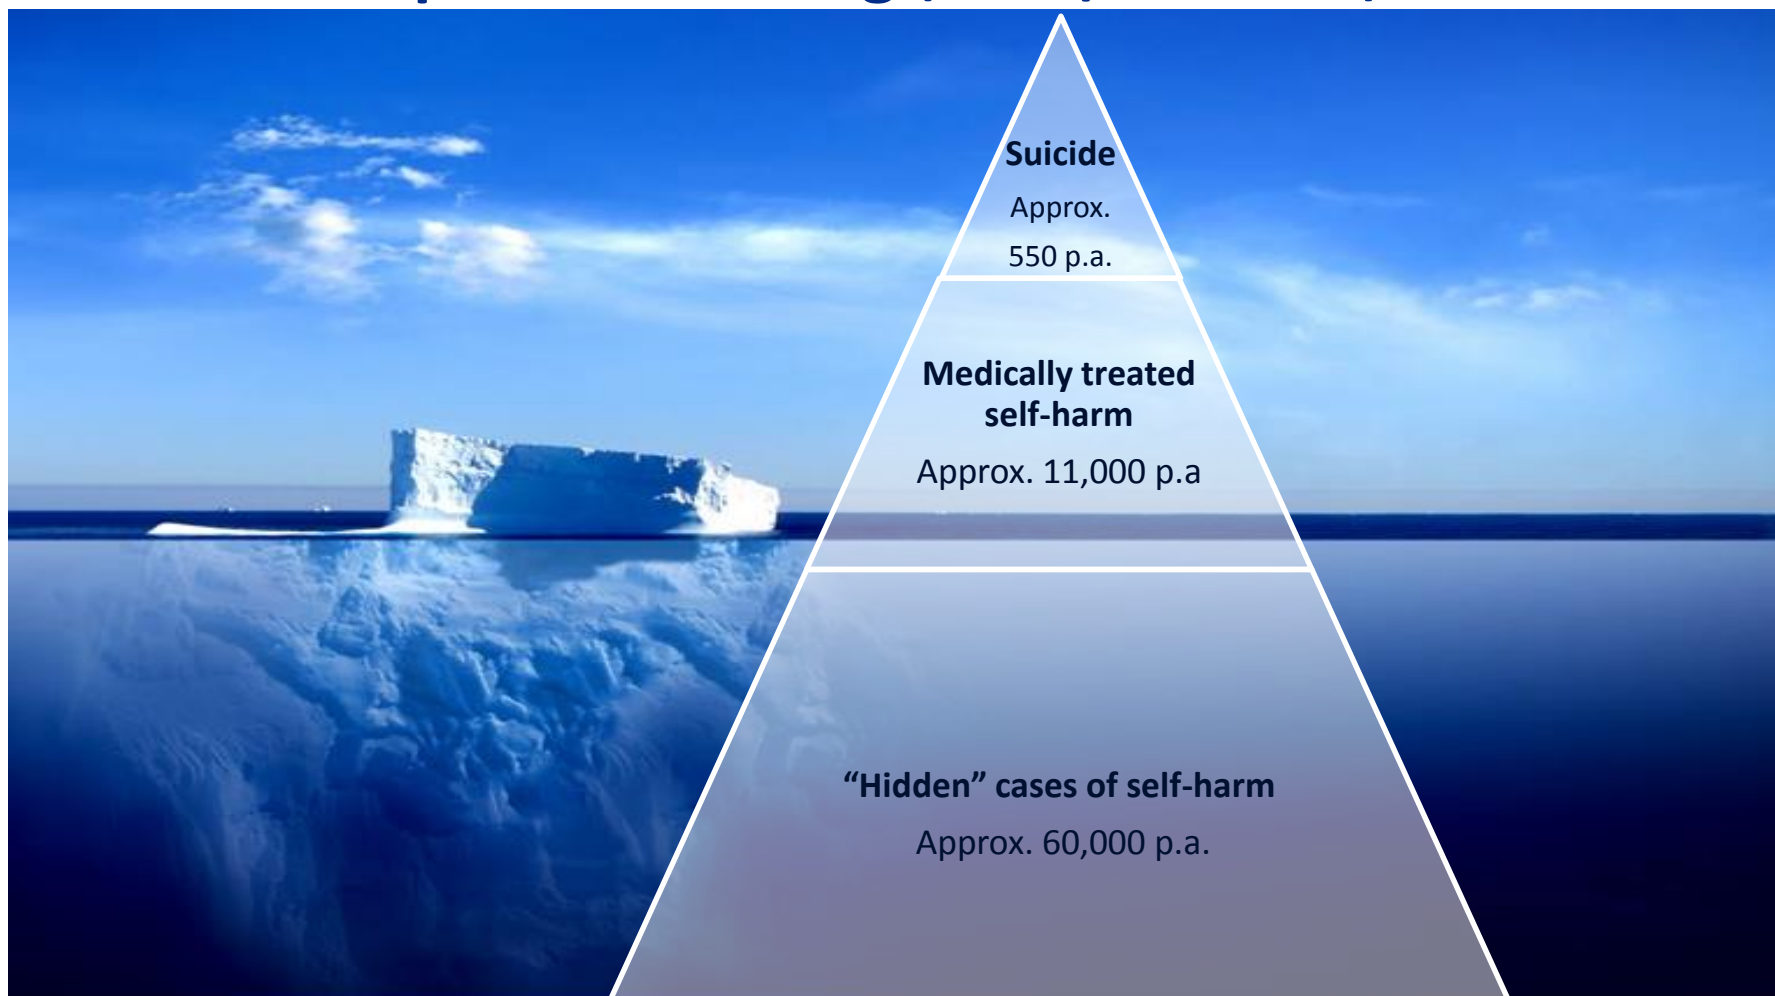 Suicide
Approx.
550 p.a.
Medically treated
self-harm
Approx. 11,000 p.a
“Hidden” cases of self-harm
Approx. 60,000 p.a.